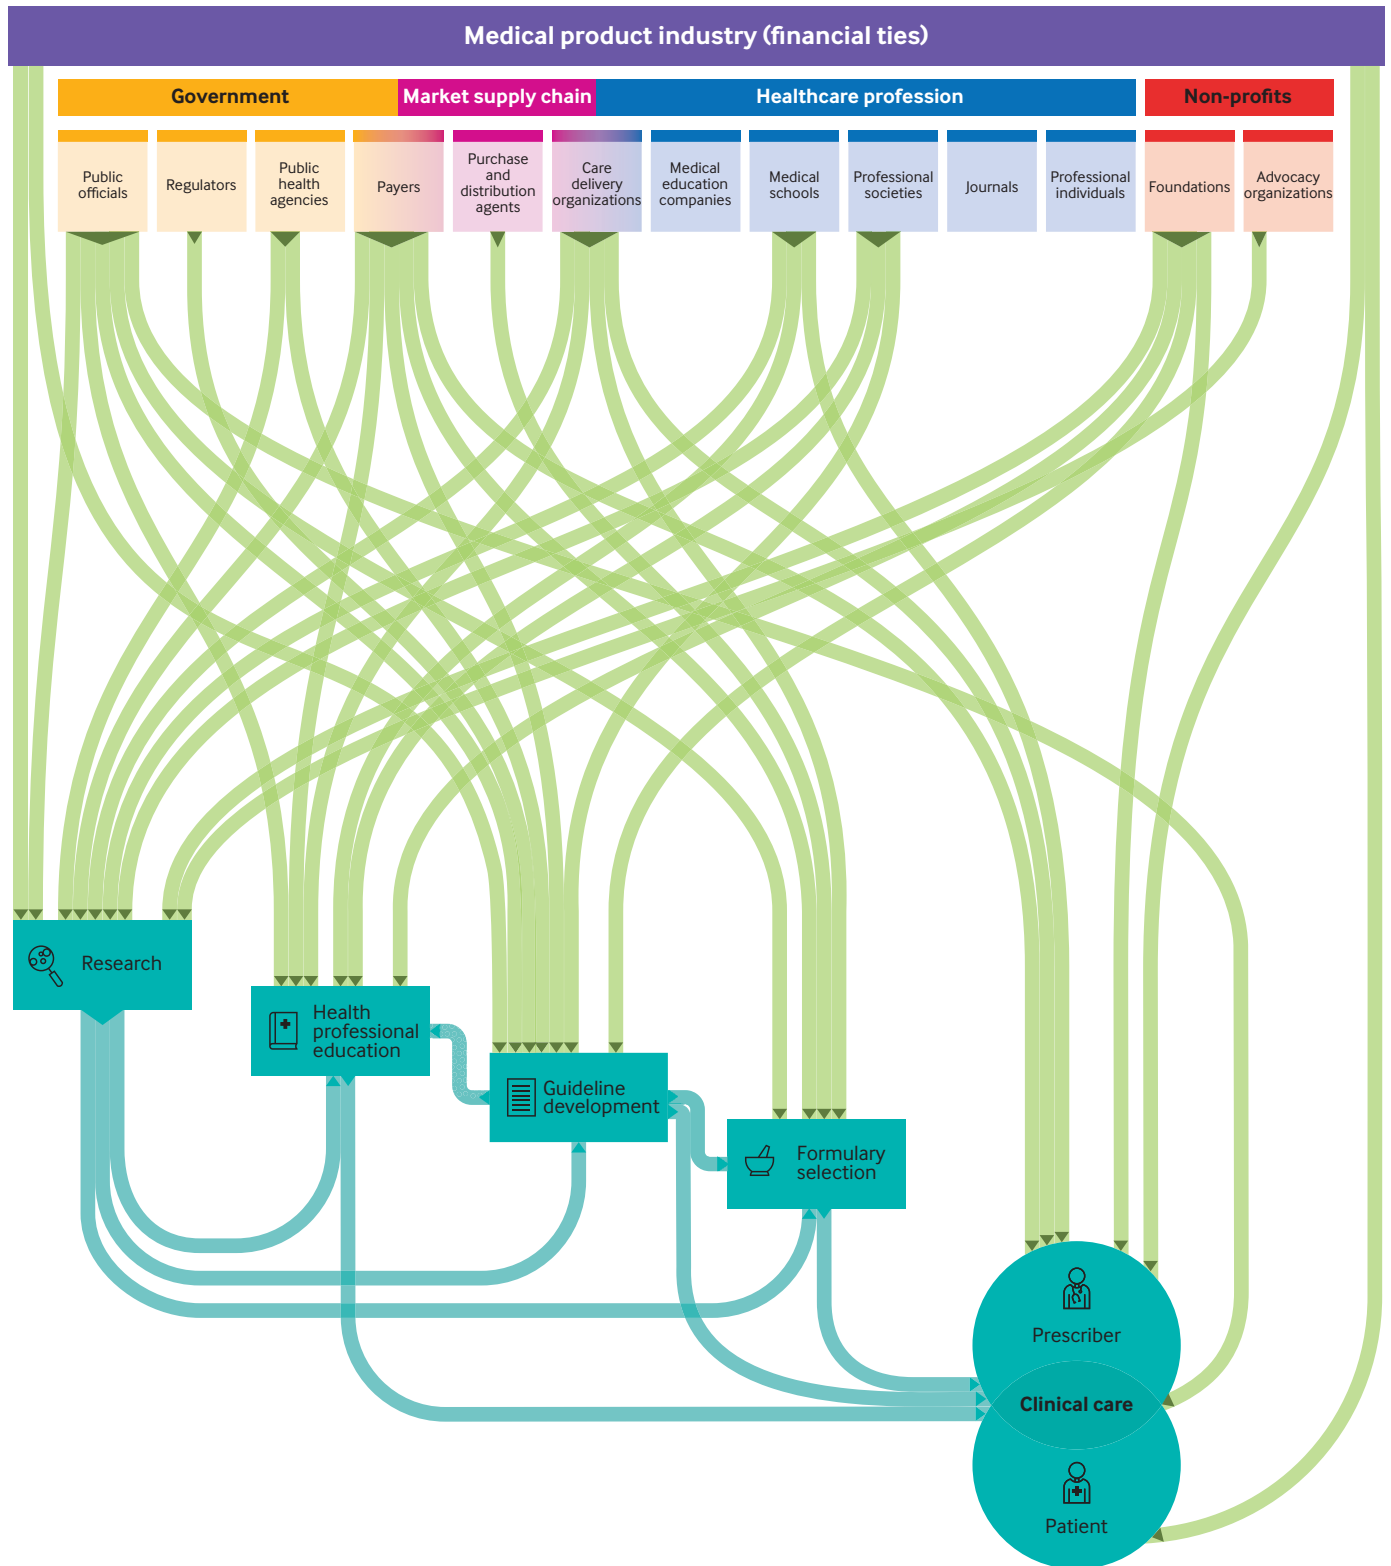 Medical product industry (financial ties)
Government
Market supply chain
Healthcare profession
Non-profits
Public
officials
Regulators
Public
health
agencies
Payers
Purchase
and
distribution
agents
Care
delivery
organizations
Medical
education
companies
Medical
schools
Professional
societies
Journals
Professional
individuals
Foundations
Advocacy
organizations
Research
Health
professional
education
Guideline
development
Formulary
selection
Prescriber
Clinical care
Patient